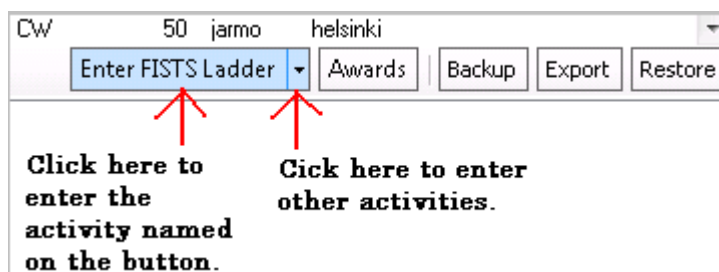 CW 50 jarmo helsinki
Enter FISTS Ladder Awards Backup Export Restore
Click here to
enter the
activity named
on the button.
Cick here to enter
other activities.